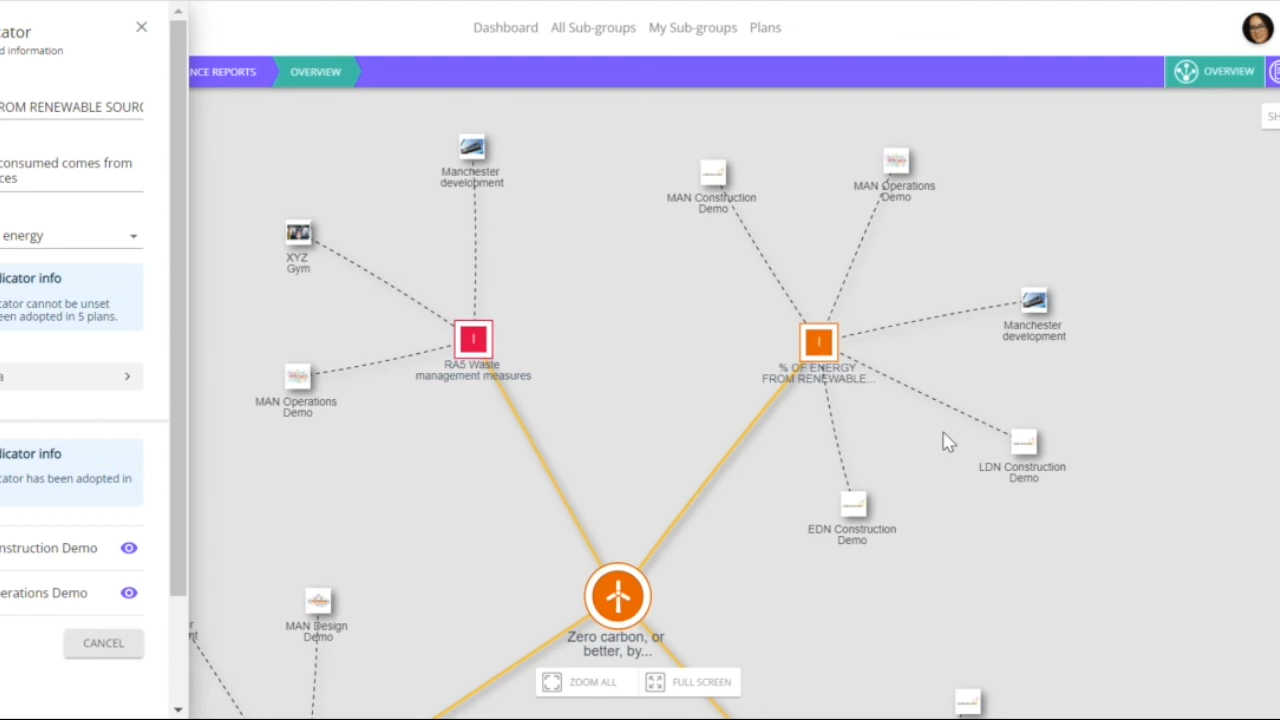 Dashboard All Sub-groups My Sub-groups Plans
NCE REPORTS OVERVIEW
OVERVIEW
SH
cator
d information
ROM RENEWABLE SOURC
consumed comes from
ces
energy
licator info
cator cannot be unset
een adopted in 5 plans.
a
licator info
cator has been adopted in
nstruction Demo
erations Demo
CANCEL
Manchester
development
XYZ
Gym
MAN Operations
Demo
RA5 Waste
management measures
MAN Construction
Demo
MAN Operations
Demo
Manchester
development
% OF ENERGY
FROM RENEWABLE...
LDN Construction
Demo
EDN Construction
Demo
MAN Design
Demo
Zero carbon, or
better, by...
ZOOM ALL FULL SCREEN